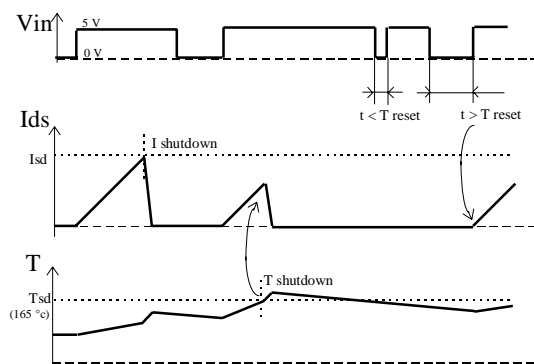 Vin
5 V
0 V
t < T reset
t > T reset
Ids
I shutdown
Isd
T
T shutdown
Tsd
(165 °c)